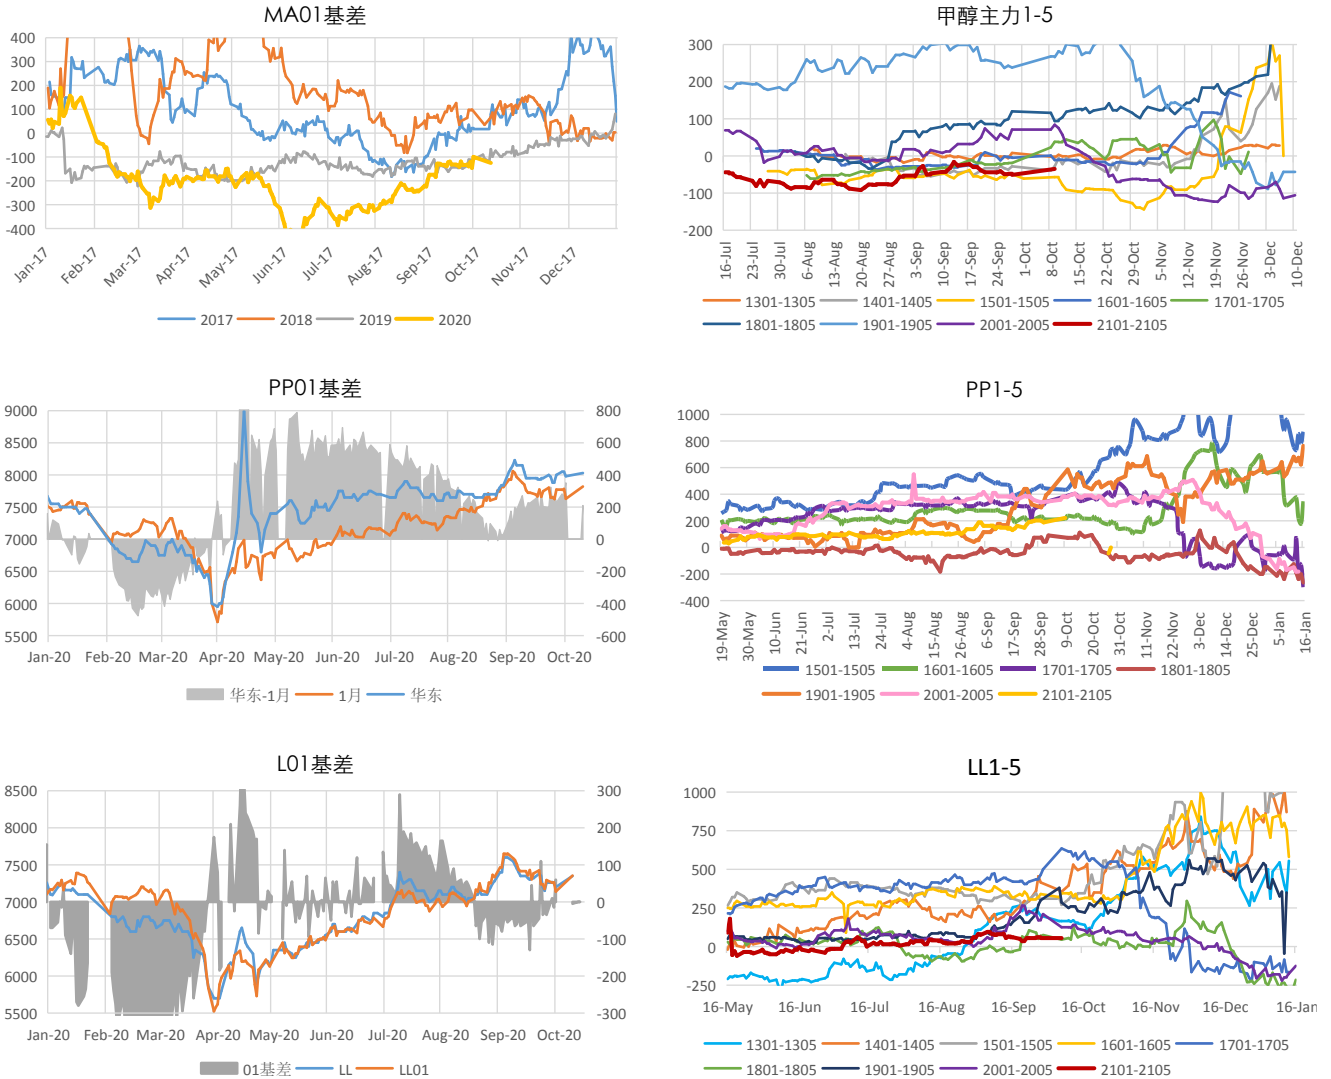 MA01基差
400
300
200
100
0
-100
-200
-300
-400
Jan-17
Feb-17
Mar-17
Apr-17
May-17
Jun-17
Jul-17
Aug-17
Sep-17
Oct-17
Nov-17
Dec-17
2017 2018 2019 2020
甲醇主力1-5
300
200
100
0
-100
-200
16-Jul
23-Jul
30-Jul
6-Aug
13-Aug
20-Aug
27-Aug
3-Sep
10-Sep
17-Sep
24-Sep
1-Oct
8-Oct
15-Oct
22-Oct
29-Oct
5-Nov
12-Nov
19-Nov
26-Nov
3-Dec
10-Dec
1301-1305 1401-1405 1501-1505 1601-1605 1701-1705
1801-1805 1901-1905 2001-2005 2101-2105
PP01基差
9000
8500
8000
7500
7000
6500
6000
5500
800
600
400
200
0
-200
-400
-600
Jan-20 Feb-20 Mar-20 Apr-20 May-20 Jun-20 Jul-20 Aug-20 Sep-20 Oct-20
华东-1月 1月 华东
PP1-5
1000
800
600
400
200
0
-200
-400
19-May
30-May
10-Jun
21-Jun
2-Jul
13-Jul
24-Jul
4-Aug
15-Aug
26-Aug
6-Sep
17-Sep
28-Sep
9-Oct
20-Oct
31-Oct
11-Nov
22-Nov
3-Dec
14-Dec
25-Dec
5-Jan
16-Jan
1501-1505 1601-1605 1701-1705 1801-1805
1901-1905 2001-2005 2101-2105
L01基差
8500
8000
7500
7000
6500
6000
5500
300
200
100
0
-100
-200
-300
Jan-20 Feb-20 Mar-20 Apr-20 May-20 Jun-20 Jul-20 Aug-20 Sep-20 Oct-20
01基差 LL LL01
LL1-5
1000
750
500
250
0
-250
16-May 16-Jun 16-Jul 16-Aug 16-Sep 16-Oct 16-Nov 16-Dec 16-Jan
1301-1305 1401-1405 1501-1505 1601-1605 1701-1705
1801-1805 1901-1905 2001-2005 2101-2105